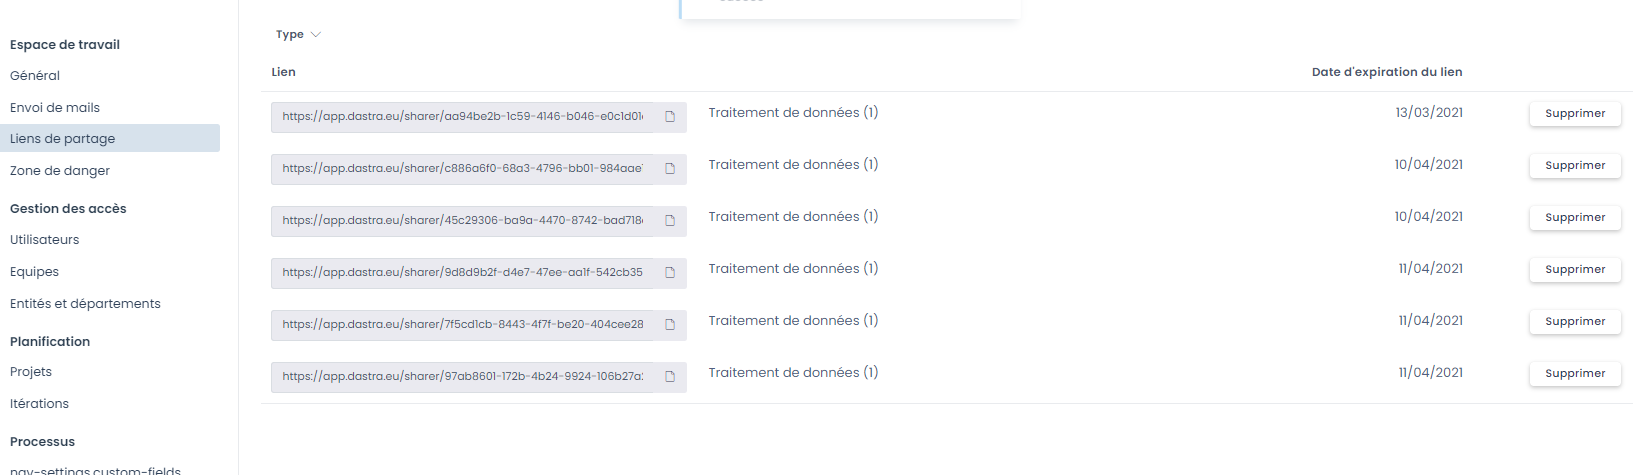 Espace de travail
Général
Envoi de mails
Liens de partage
Zone de danger
Gestion des accès
Utilisateurs
Equipes
Entités et départements
Planification
Projets
Itérations
Processus
nav-settings.custom-fields
Type
Lien Date d'expiration du lien
https://app.dastra.eu/sharer/aa94be2b-1c59-4146-b046-e0c1d01 Traitement de données (1) 13/03/2021 Supprimer
https://app.dastra.eu/sharer/c886a6f0-68a3-4796-bb01-984aae Traitement de données (1) 10/04/2021 Supprimer
https://app.dastra.eu/sharer/45c29306-ba9a-4470-8742-bad718 Traitement de données (1) 10/04/2021 Supprimer
https://app.dastra.eu/sharer/9d8d9b2f-d4e7-47ee-aa1f-542cb35 Traitement de données (1) 11/04/2021 Supprimer
https://app.dastra.eu/sharer/7f5cd1cb-8443-4f7f-be20-404cee28 Traitement de données (1) 11/04/2021 Supprimer
https://app.dastra.eu/sharer/97ab8601-172b-4b24-9924-106b27a Traitement de données (1) 11/04/2021 Supprimer